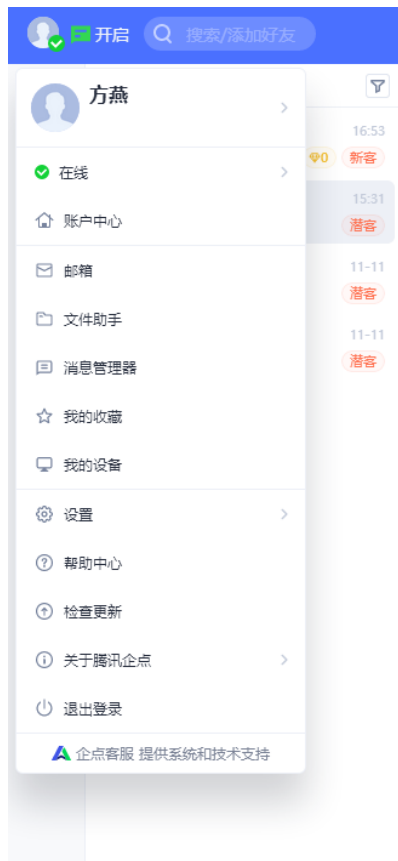 开启 搜索/添加好友
方燕
16:53
0 新客
在线
15:31
账户中心
潜客
邮箱
11-11
潜客
文件助手
11-11
消息管理器
潜客
我的收藏
我的设备
设置
帮助中心
检查更新
关于腾讯企点
退出登录
企点客服 提供系统和技术支持